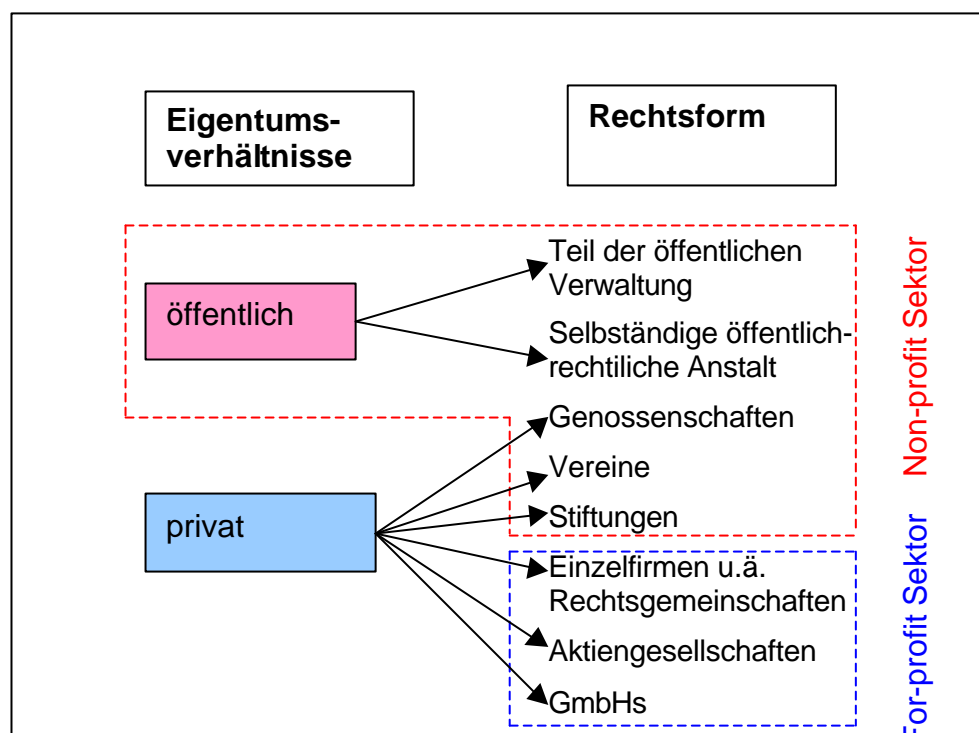 Eigentums-
verhältnisse
Rechtsform
öffentlich
Teil der öffentlichen
Verwaltung
Selbständige öffentlich-
rechtiliche Anstalt
privat
Genossenschaften
Vereine
Stiftungen
Einzelfirmen u.ä.
Rechtsgemeinschaften
Aktiengesellschaften
GmbHs
Non-profit Sektor
For-profit Sektor